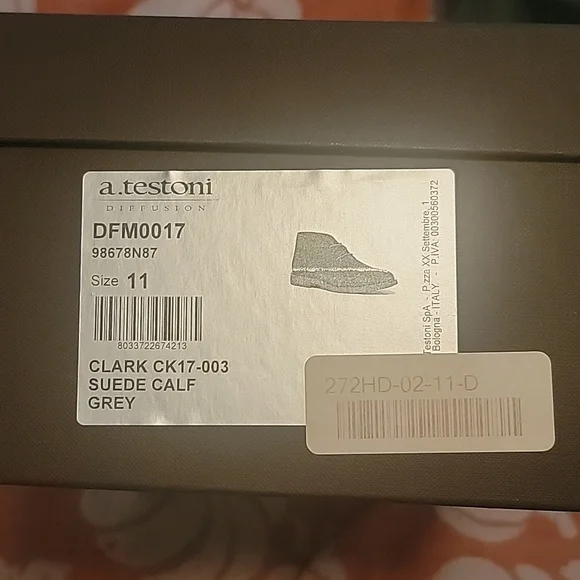 a.testoni
DIFFUSION
DFM0017
98678N87
Size 11
8033722674213
CLARK CK17-003
SUEDE CALF
GREY
Testoni SpA - P.zza XX Settembre, 1
Bologna - ITALY - P.IVA: 00300560372
272HD-02-11-D